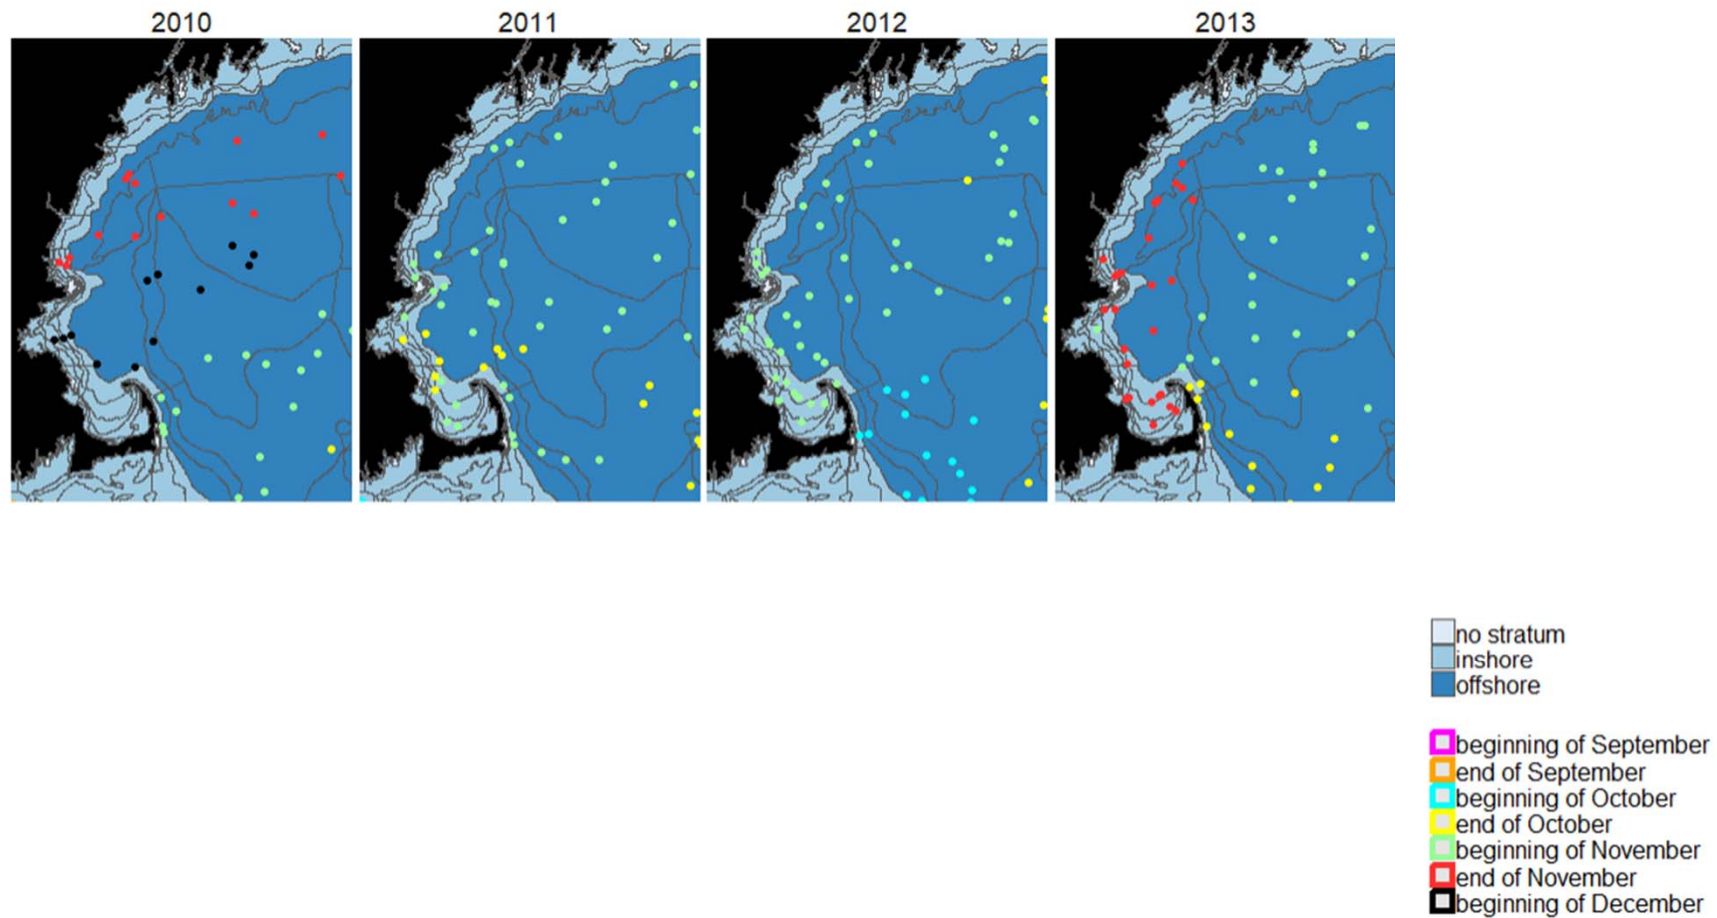 2010
2011
2012
2013
no stratum
inshore
offshore
beginning of September
end of September
beginning of October
end of October
beginning of November
end of November
beginning of December